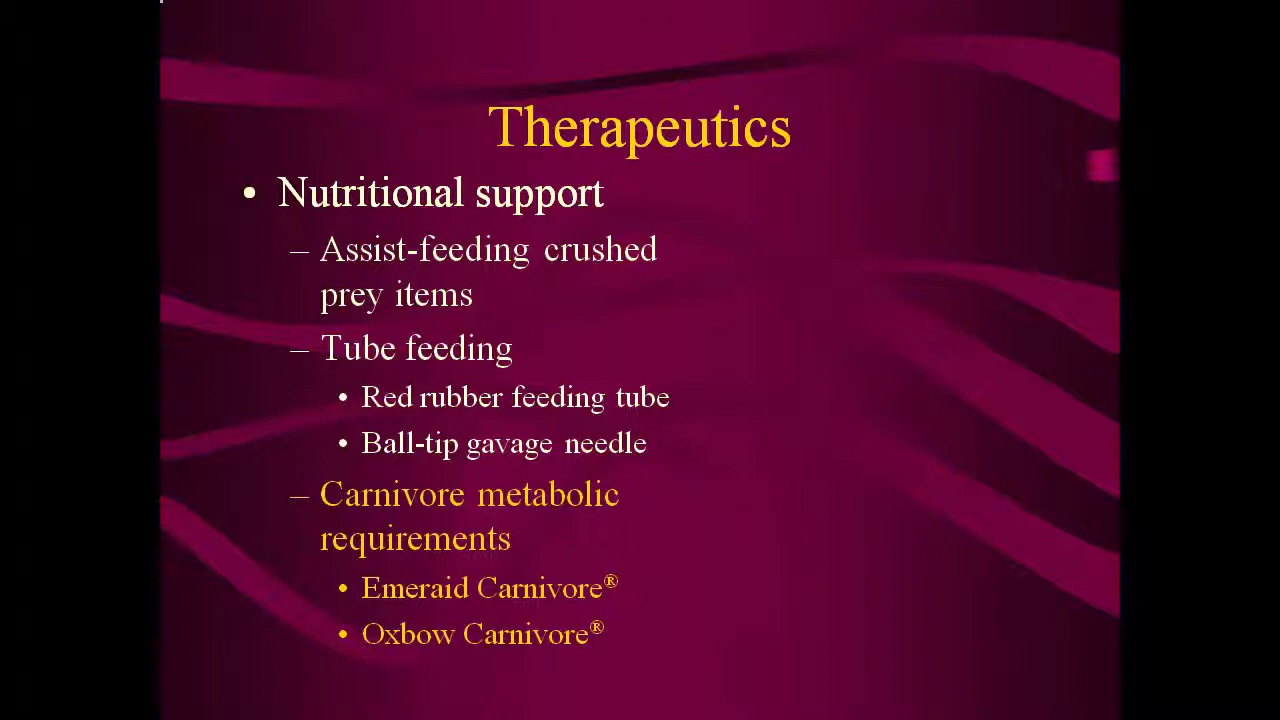 Therapeutics
• Nutritional support
– Assist-feeding crushed
prey items
– Tube feeding
• Red rubber feeding tube
• Ball-tip gavage needle
– Carnivore metabolic
requirements
• Emeraid Carnivore®
• Oxbow Carnivore®